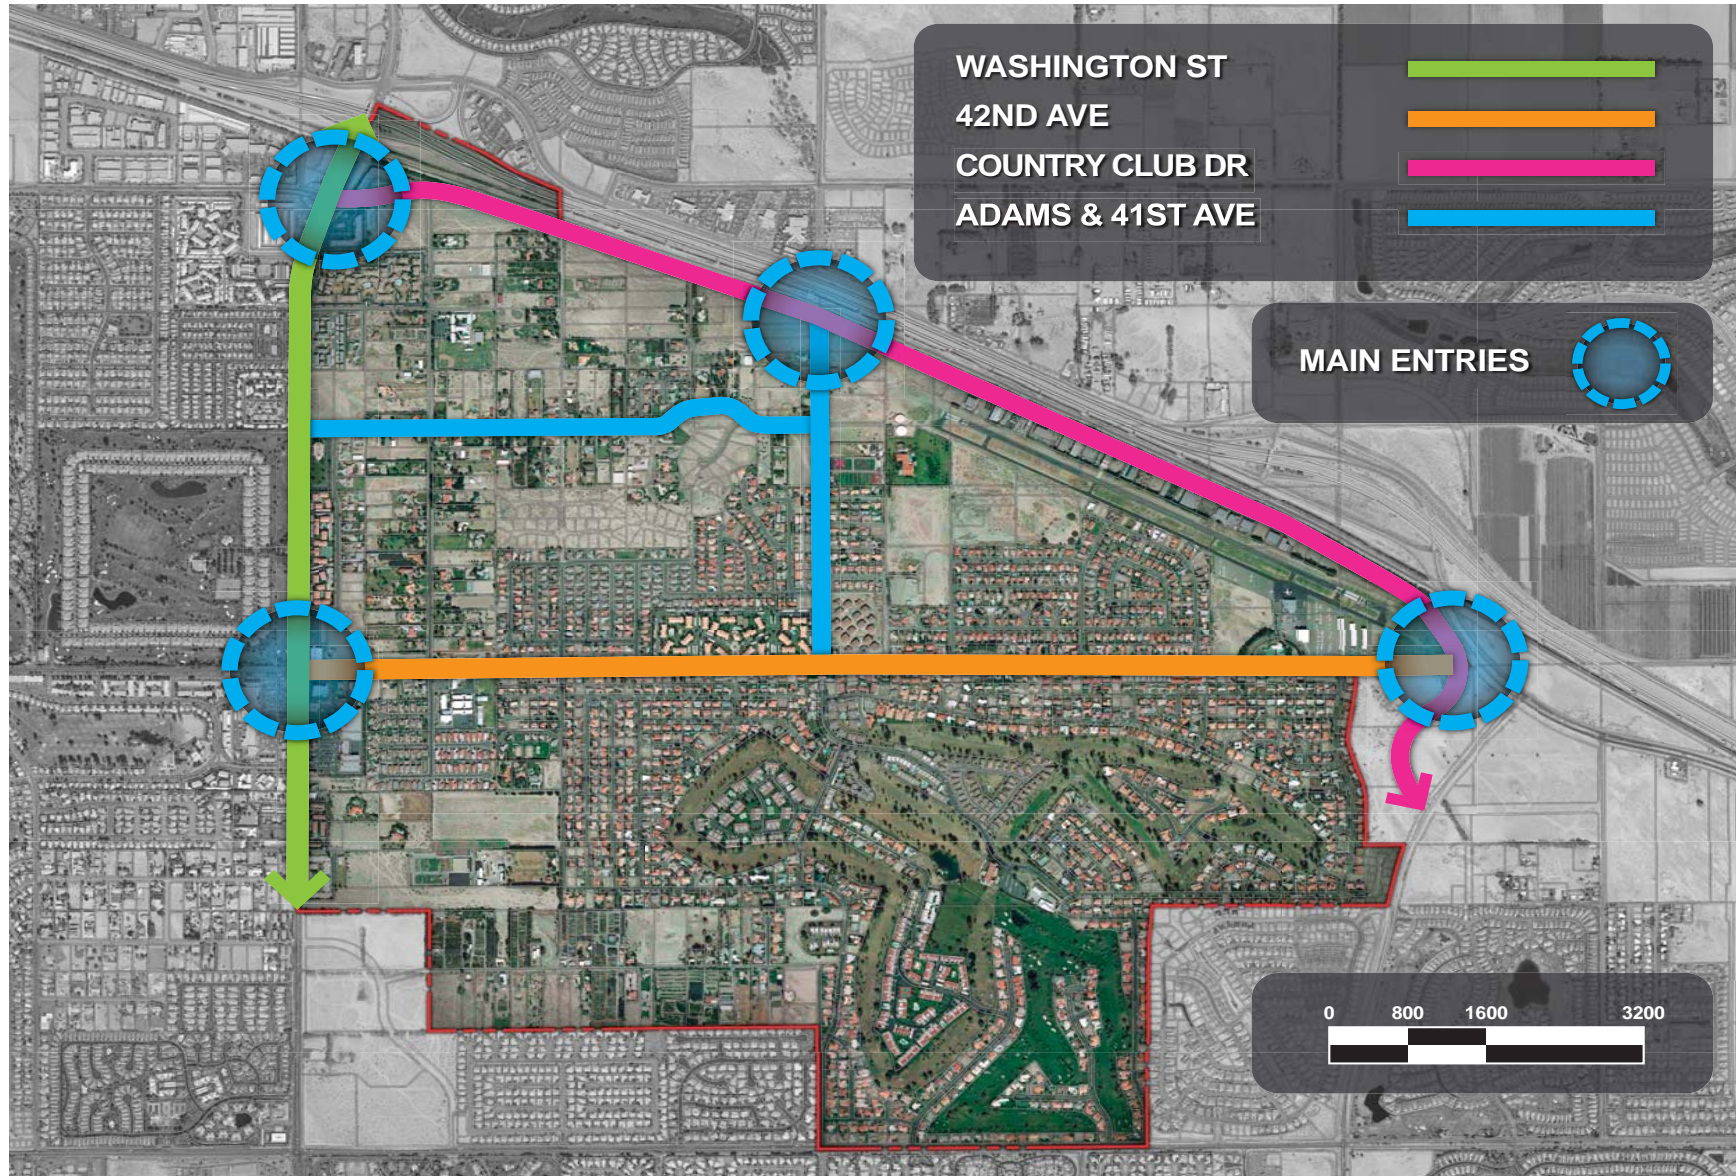 WASHINGTON ST
42ND AVE
COUNTRY CLUB DR
ADAMS & 41ST AVE
MAIN ENTRIES
0 800 1600 3200